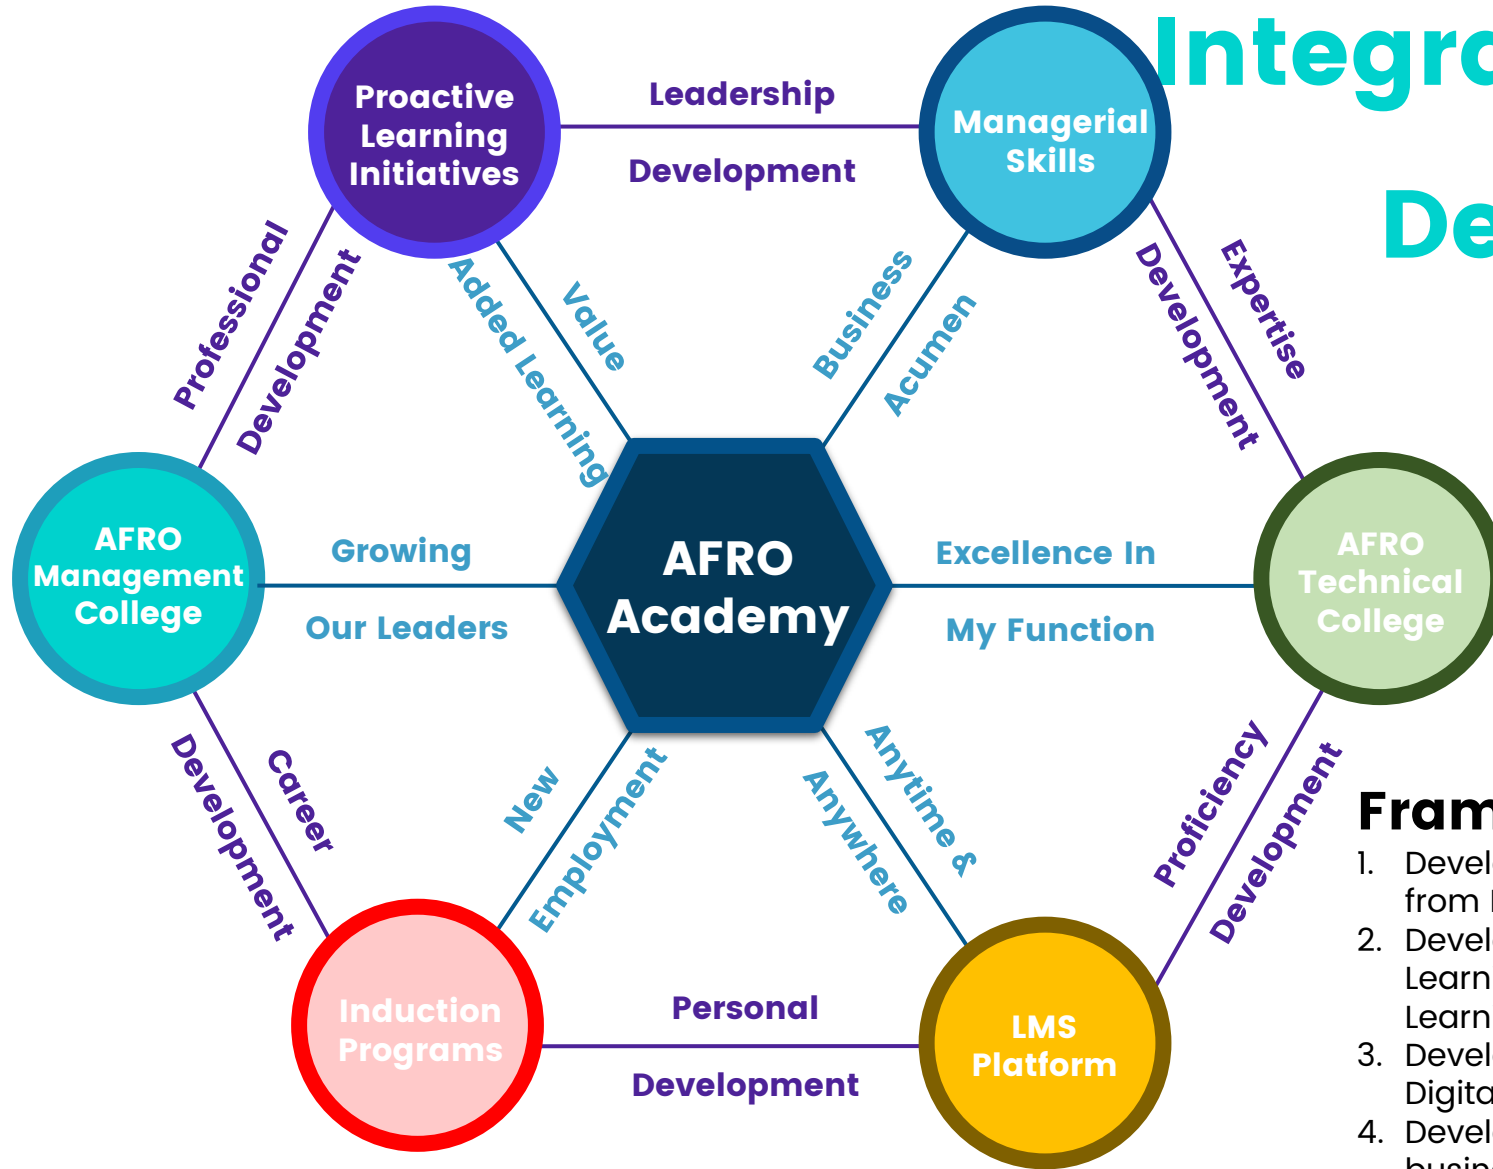 Integra
De
Proactive
Learning
Initiatives
Leadership
Development
Managerial
Skills
Professional
Development
Value
Added Learning
Business
Acumen
Expertise
Development
AFRO
Management
College
Growing
Our Leaders
AFRO
Academy
Excellence In
My Function
AFRO
Technical
College
Career
Development
New
Employment
Anytime &
Anywhere
Proficiency
Development
Induction
Programs
Personal
Development
LMS
Platform
Fram
1. Devel
from
2. Devel
Learn
Learn
3. Devel
Digita
4. Devel
busin